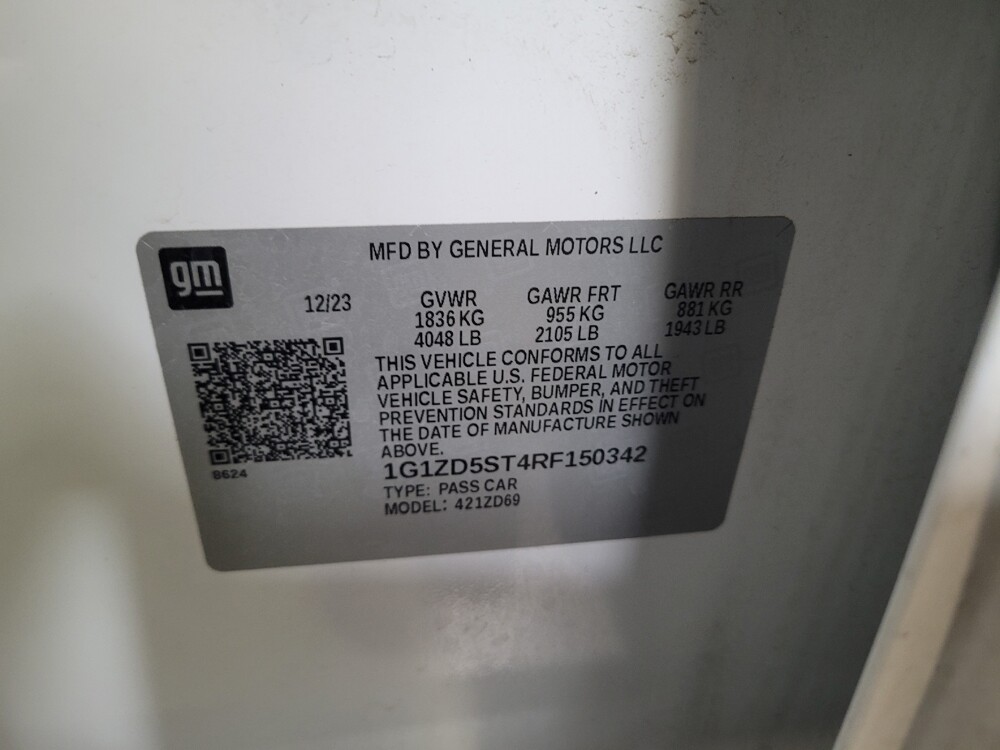 gm
MFD BY GENERAL MOTORS LLC
12/23
GVWR GAWR FRT GAWR RR
1836 KG 955 KG 881 KG
4048 LB 2105 LB 1943 LB
THIS VEHICLE CONFORMS TO ALL
APPLICABLE U.S. FEDERAL MOTOR
VEHICLE SAFETY, BUMPER, AND THEFT
PREVENTION STANDARDS IN EFFECT ON
THE DATE OF MANUFACTURE SHOWN
ABOVE.
8624
1G1ZD5ST4RF150342
TYPE: PASS CAR
MODEL: 421ZD69